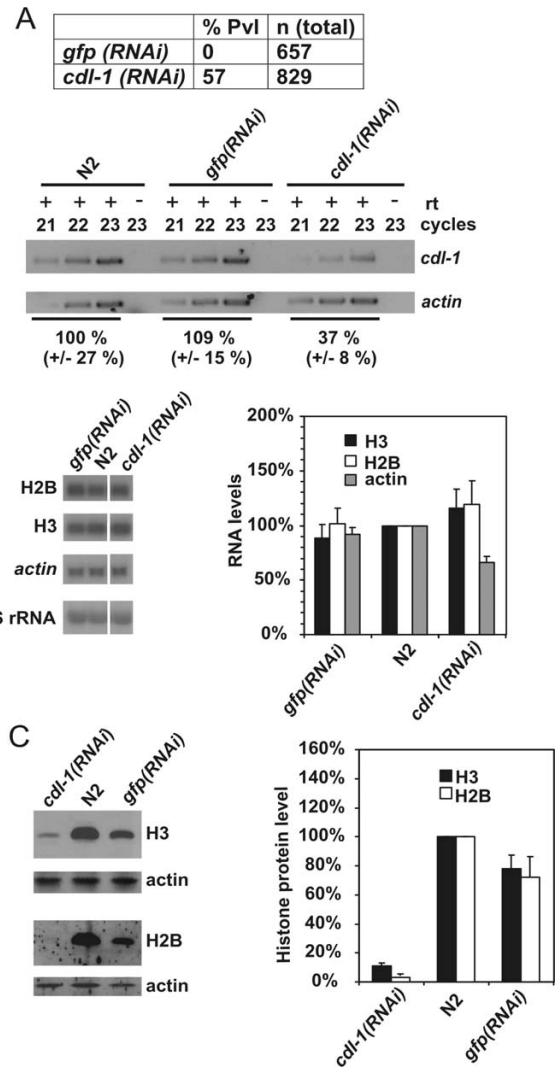 A
% Pvl n (total)
gfp (RNAi) 0 657
cdl-1 (RNAi) 57 829
N2 gfp(RNAi) cdl-1(RNAi)
+ + + - + + + - + + + - rt
21 22 23 23 21 22 23 23 21 22 23 23 cycles
cdl-1
actin
100 % 109 % 37 %
(+/- 27 %) (+/- 15 %) (+/- 8 %)
gfp(RNAi) N2 cdl-1(RNAi)
H2B
H3
actin
rRNA
200%
150%
100%
50%
0%
RNA levels
H3
H2B
actin
gfp(RNAi) N2 cdl-1(RNAi)
C
cdl-1(RNAi) N2 gfp(RNAi)
H3
actin
H2B
actin
160%
140%
120%
100%
80%
60%
40%
20%
0%
Histone protein level
H3
H2B
cdl-1(RNAi) N2 gfp(RNAi)